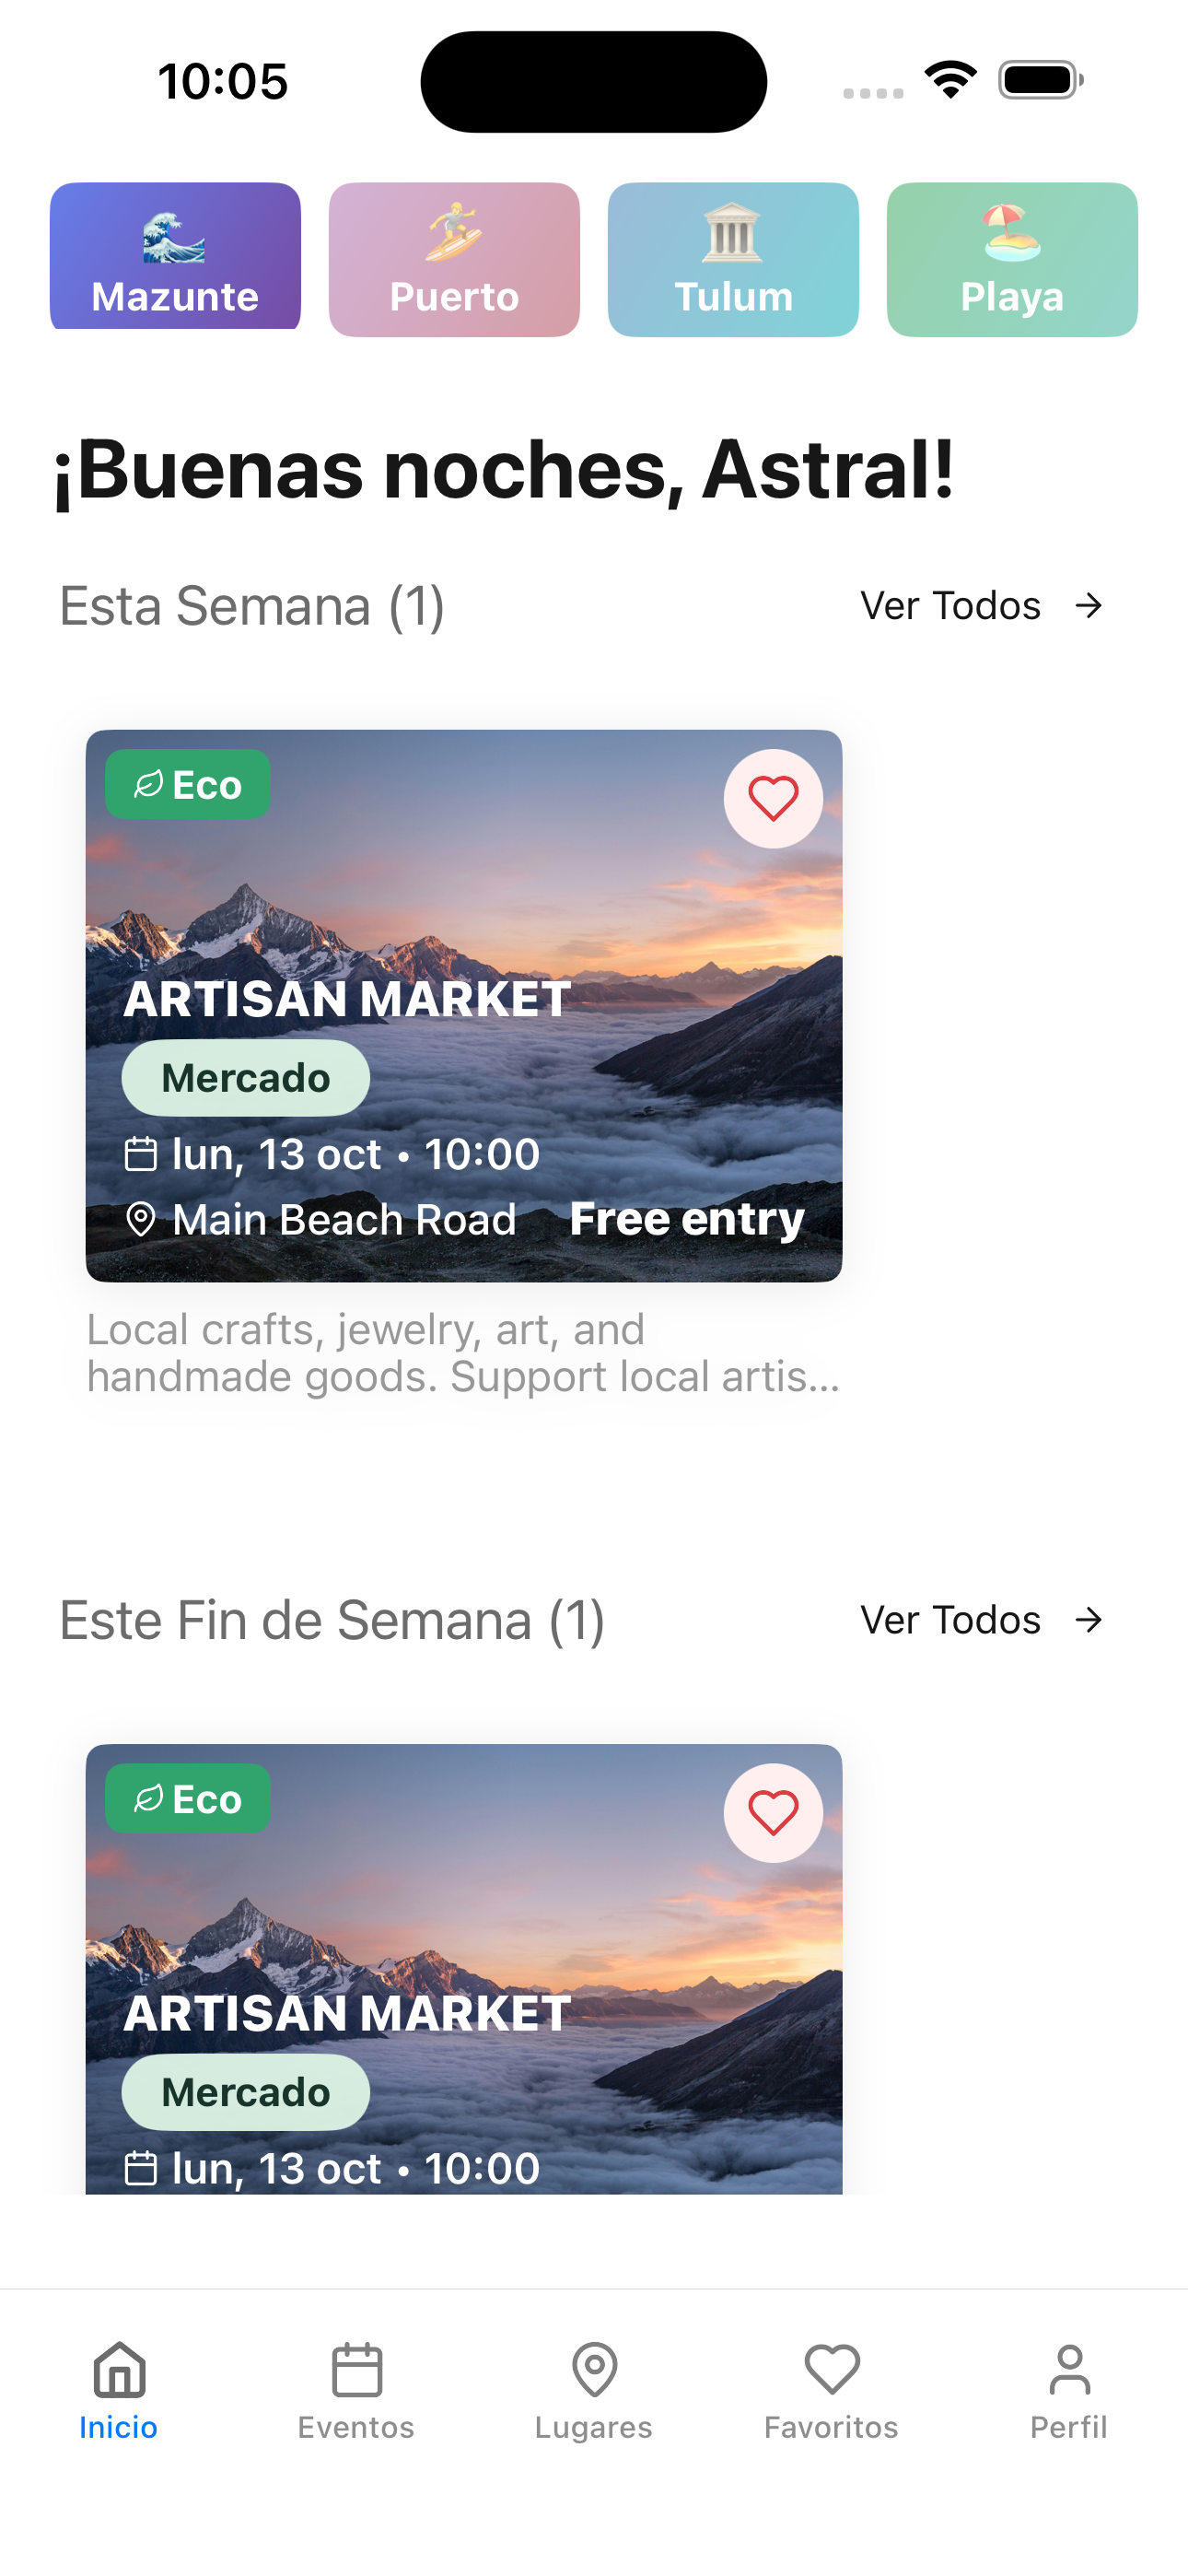 10:05
Mazunte
Puerto
Tulum
Playa
¡Buenas noches, Astral!
Esta Semana (1)
Ver Todos →
Eco
ARTISAN MARKET
Mercado
lun, 13 oct • 10:00
Main Beach Road
Free entry
Local crafts, jewelry, art, and
handmade goods. Support local artis...
Este Fin de Semana (1)
Ver Todos →
Eco
ARTISAN MARKET
Mercado
lun, 13 oct • 10:00
Inicio
Eventos
Lugares
Favoritos
Perfil